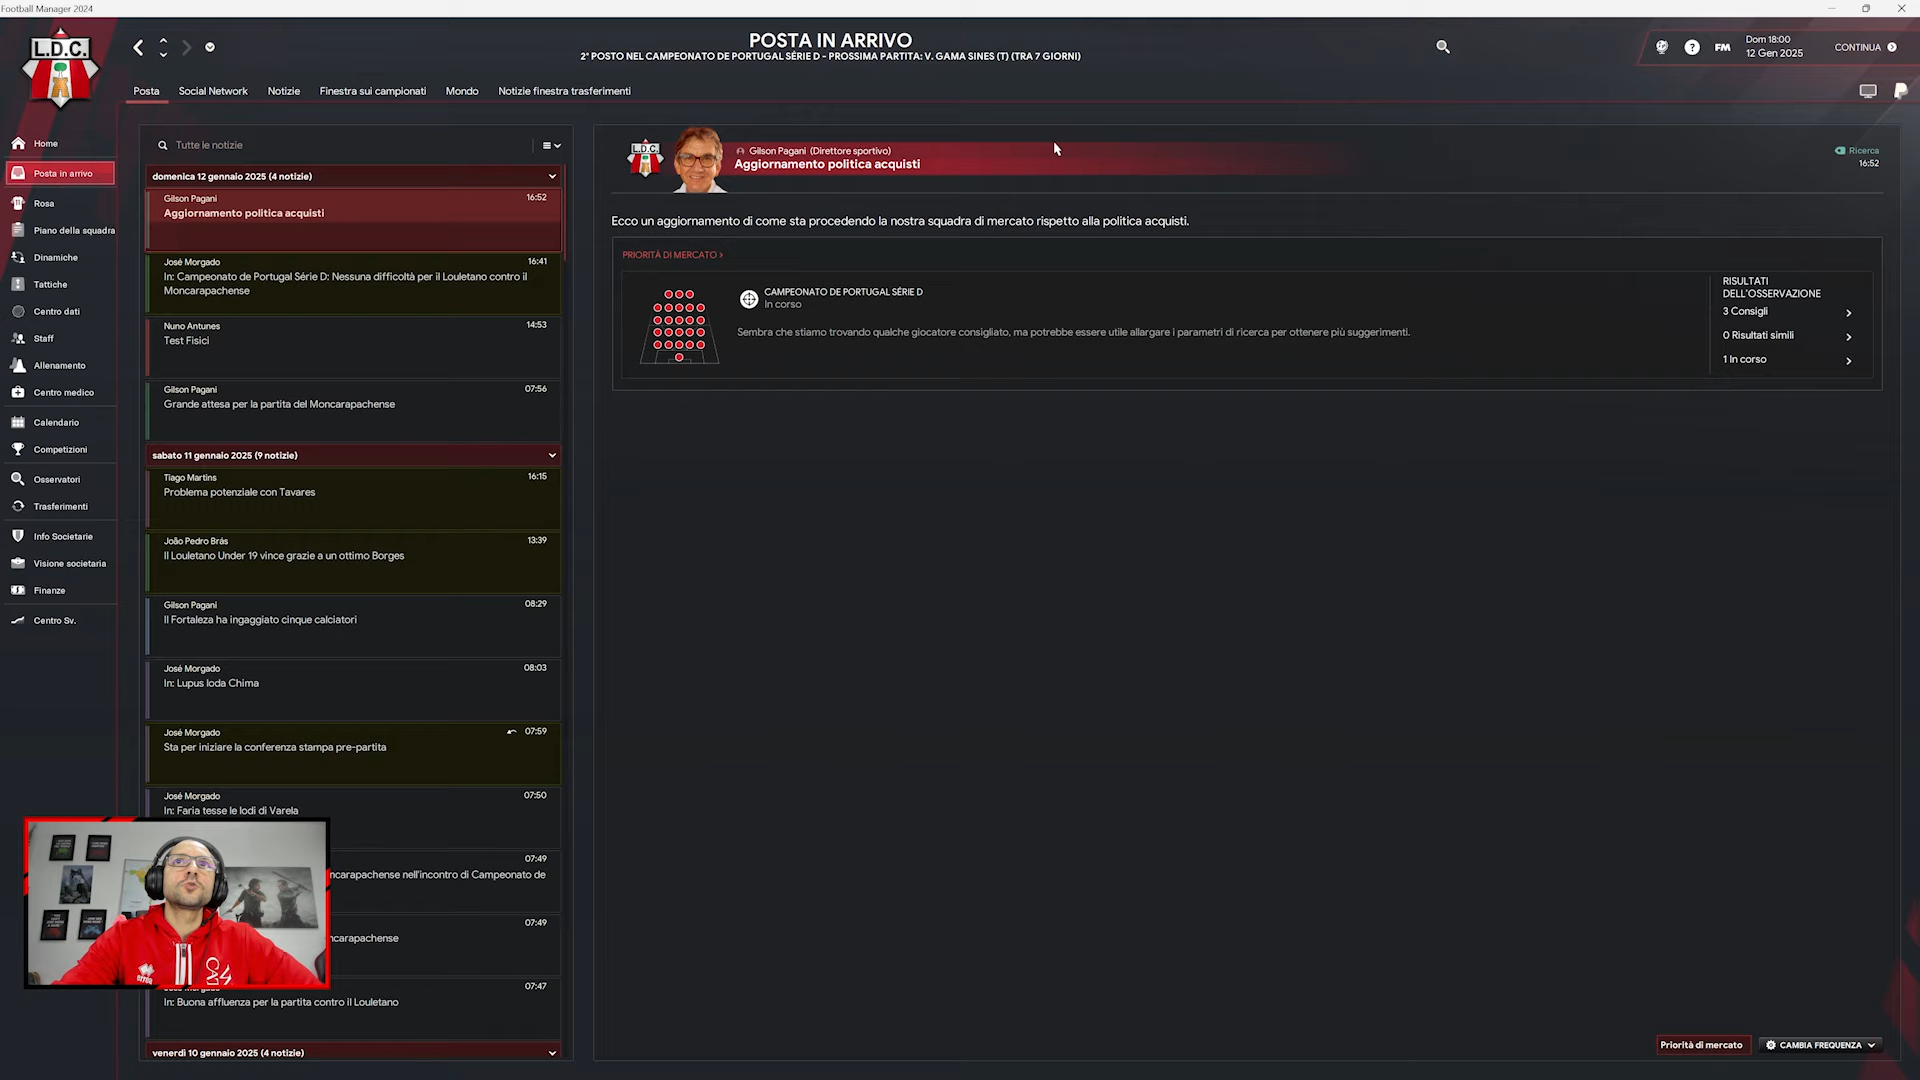 Football Manager 2024
L.D.C.
POSTA IN ARRIVO
2° POSTO NEL CAMPEONATO DE PORTUGAL SÉRIE D - PROSSIMA PARTITA: V. GAMA SINES (T) (TRA 7 GIORNI)
FM
Dom 18:00
12 Gen 2025
CONTINUA
Posta
Social Network
Notizie
Finestra sui campionati
Mondo
Notizie finestra trasferimenti
Home
Posta in arrivo
Rosa
Piano della squadra
Dinamiche
Tattiche
Centro dati
Staff
Allenamento
Centro medico
Calendario
Competizioni
Osservatori
Trasferimenti
Info Societarie
Visione societaria
Finanze
Centro Sv.
Tutte le notizie
domenica 12 gennaio 2025 (4 notizie)
Gilson Pagani 16:52
Aggiornamento politica acquisti
José Morgado 16:41
In: Campeonato de Portugal Série D: Nessuna difficoltà per il Louletano contro il
Moncarapachense
Nuno Antunes 14:53
Test Fisici
Gilson Pagani 07:56
Grande attesa per la partita del Moncarapachense
sabato 11 gennaio 2025 (9 notizie)
Tiago Martins 16:15
Problema potenziale con Tavares
João Pedro Brás 13:39
Il Louletano Under 19 vince grazie a un ottimo Borges
Gilson Pagani 08:29
Il Fortaleza ha ingaggiato cinque calciatori
José Morgado 08:03
In: Lupus loda Chima
José Morgado 07:59
Sta per iniziare la conferenza stampa pre-partita
José Morgado 07:50
In: Faria tesse le lodi di Varela
07:49
ncarapachense nell'incontro di Campeonato de
07:49
ncarapachense
07:47
In: Buona affluenza per la partita contro il Louletano
venerdì 10 gennaio 2025 (4 notizie)
L.D.C.
Gilson Pagani (Direttore sportivo)
Aggiornamento politica acquisti
Ricerca
16:52
Ecco un aggiornamento di come sta procedendo la nostra squadra di mercato rispetto alla politica acquisti.
PRIORITÀ DI MERCATO >
CAMPEONATO DE PORTUGAL SÉRIE D
In corso
Sembra che stiamo trovando qualche giocatore consigliato, ma potrebbe essere utile allargare i parametri di ricerca per ottenere più suggerimenti.
RISULTATI
DELL'OSSERVAZIONE
3 Consigli
0 Risultati simili
1 In corso
Priorità di mercato
CAMBIA FREQUENZA
errea